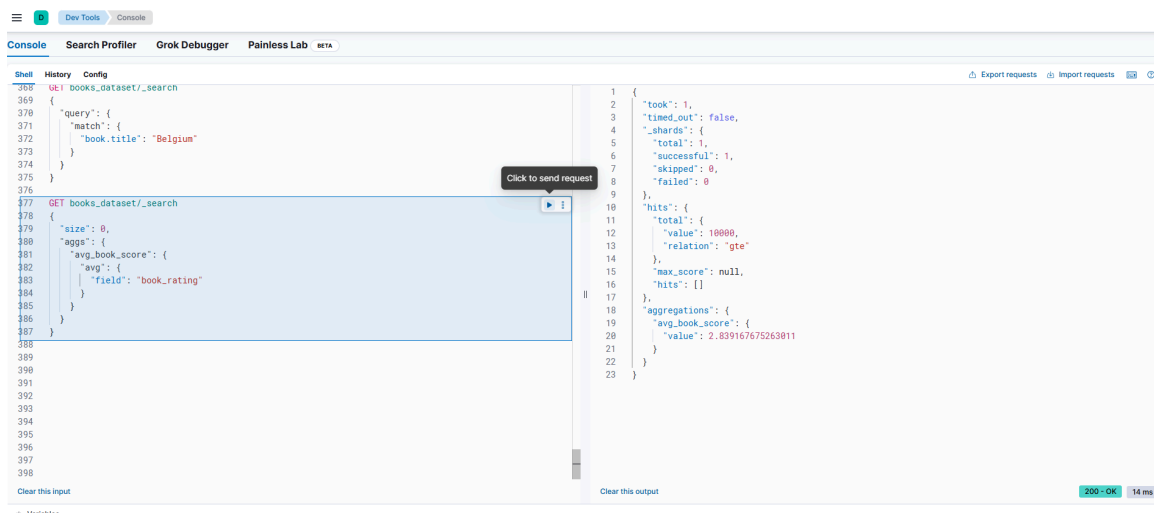 D Dev Tools Console
Console Search Profiler Grok Debugger Painless Lab BETA
Shell History Config Export requests Import requests
368 GET books_dataset/_search
369 {
370 "query": {
371 "match": {
372 "book.title": "Belgium"
373 }
374 }
375 }
376
Click to send request
377 GET books_dataset/_search
378 {
379 "size": 0,
380 "aggs": {
381 "avg_book_score": {
382 "avg": {
383 "field": "book_rating"
384 }
385 }
386 }
387 }
388
389
390
391
392
393
394
395
396
397
398
Clear this input
1 {
2 "took": 1,
3 "timed_out": false,
4 "_shards": {
5 "total": 1,
6 "successful": 1,
7 "skipped": 0,
8 "failed": 0
9 },
10 "hits": {
11 "total": {
12 "value": 10000,
13 "relation": "gte"
14 },
15 "max_score": null,
16 "hits": []
17 },
18 "aggregations": {
19 "avg_book_score": {
20 "value": 2.839167675263011
21 }
22 }
23 }
Clear this output
200 - OK 14 ms